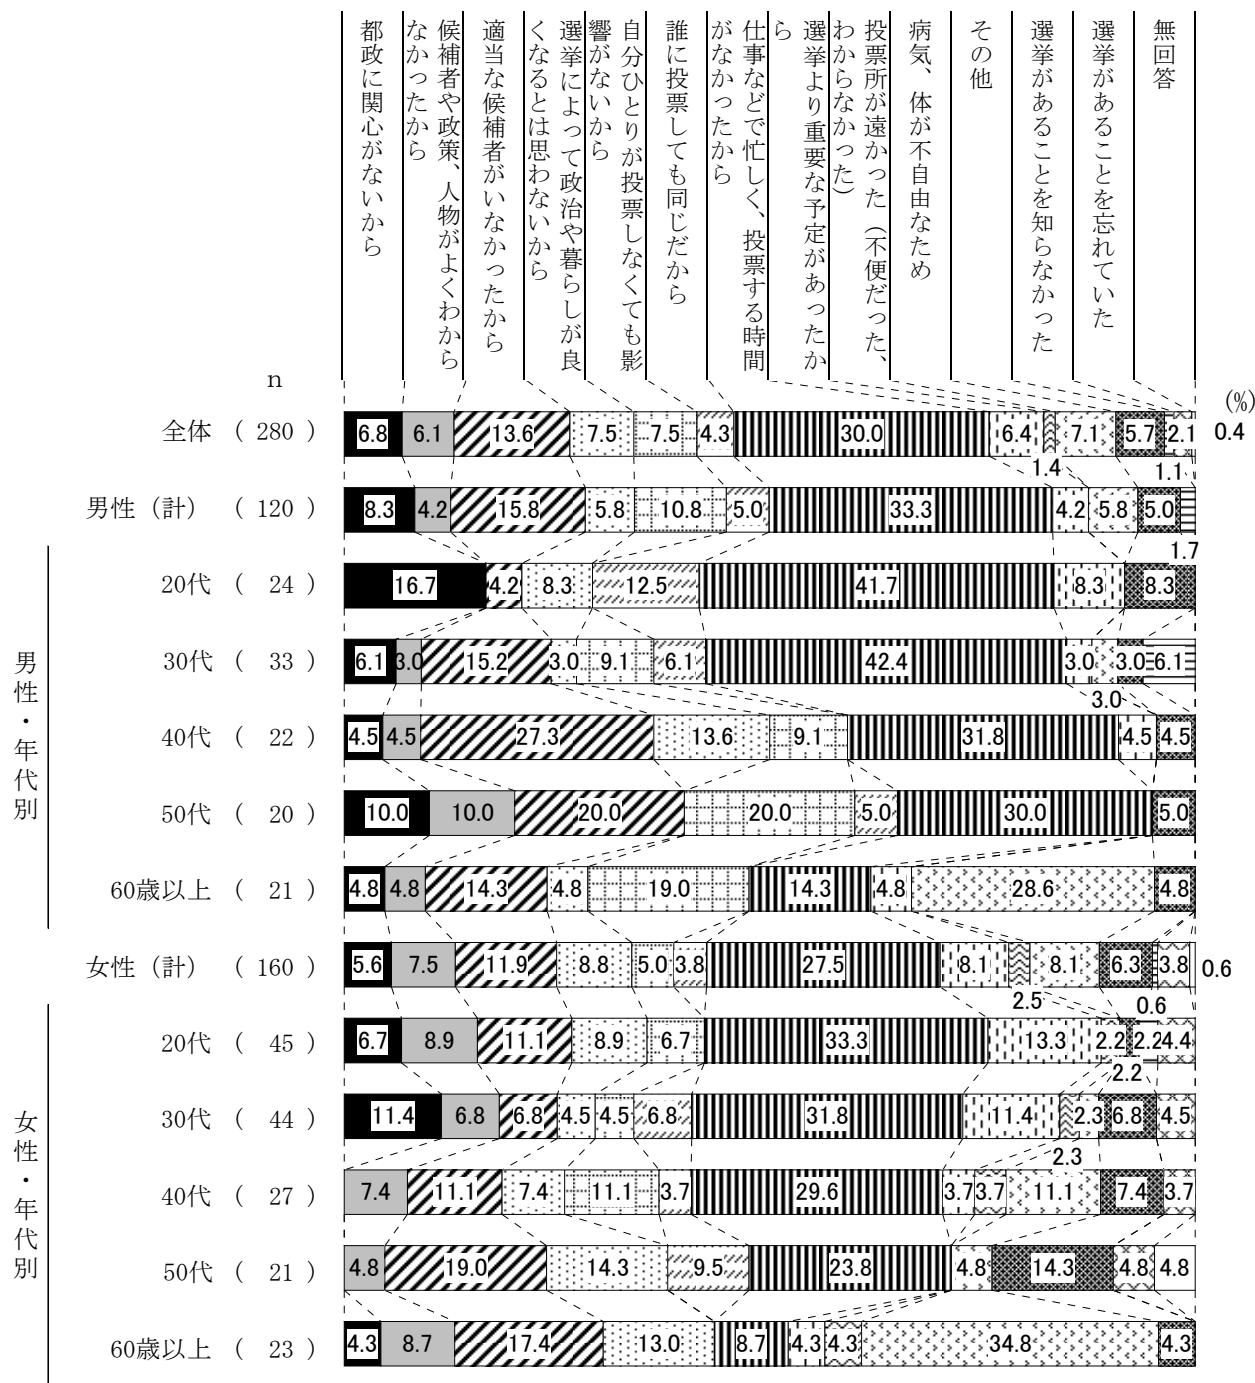 都政に関心がないから
候補者や政策、人物がよくわから
なかったから
適当な候補者がいなかったから
選挙によって政治や暮らしが良
くなるとは思わないから
自分ひとりが投票しなくても影
響がないから
誰に投票しても同じだから
仕事などで忙しく、投票する時間
がなかったから
選挙より重要な予定があったか
ら
投票所が遠かった（不便だった、
わからなかった）
病気、体が不自由なため
その他
選挙があることを知らなかった
選挙があることを忘れていた
無回答
n
(%)
全体 ( 280 ) 6.8 6.1 13.6 7.5 7.5 4.3 30.0 6.4 1.4 7.1 5.7 1.1 2.1 0.4
男性（計） ( 120 ) 8.3 4.2 15.8 5.8 10.8 5.0 33.3 4.2 5.8 5.0 1.7
男性・年代別
20代 ( 24 ) 16.7 4.2 8.3 12.5 41.7 8.3 8.3
30代 ( 33 ) 6.1 3.0 15.2 3.0 9.1 6.1 42.4 3.0 3.0 3.0 6.1
40代 ( 22 ) 4.5 4.5 27.3 13.6 9.1 31.8 4.5 4.5
50代 ( 20 ) 10.0 10.0 20.0 20.0 5.0 30.0 5.0
60歳以上 ( 21 ) 4.8 4.8 14.3 4.8 19.0 14.3 4.8 28.6 4.8
女性（計） ( 160 ) 5.6 7.5 11.9 8.8 5.0 3.8 27.5 8.1 2.5 8.1 6.3 0.6 3.8 0.6
女性・年代別
20代 ( 45 ) 6.7 8.9 11.1 8.9 6.7 33.3 13.3 2.2 2.2 2.2 4.4
30代 ( 44 ) 11.4 6.8 6.8 4.5 4.5 6.8 31.8 11.4 2.3 2.3 6.8 4.5
40代 ( 27 ) 7.4 11.1 7.4 11.1 3.7 29.6 3.7 3.7 11.1 7.4 3.7
50代 ( 21 ) 4.8 19.0 14.3 9.5 23.8 4.8 14.3 4.8 4.8
60歳以上 ( 23 ) 4.3 8.7 17.4 13.0 8.7 4.3 4.3 34.8 4.3